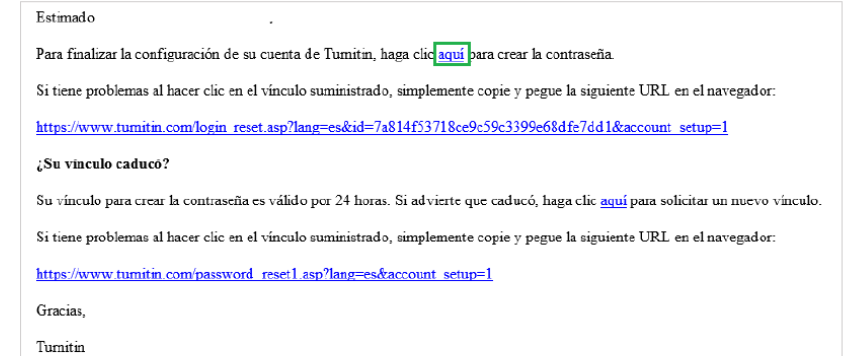 Estimado .
Para finalizar la configuración de su cuenta de Turnitin, haga clic aquí para crear la contraseña.
Si tiene problemas al hacer clic en el vínculo suministrado, simplemente copie y pegue la siguiente URL en el navegador:
https://www.turnitin.com/login_reset.asp?lang=es&id=7a814f53718ce9c59c3399e68dfe7dd1&account_setup=1
¿Su vínculo caducó?
Su vínculo para crear la contraseña es válido por 24 horas. Si advierte que caducó, haga clic aquí para solicitar un nuevo vínculo.
Si tiene problemas al hacer clic en el vínculo suministrado, simplemente copie y pegue la siguiente URL en el navegador:
https://www.turnitin.com/password_reset1.asp?lang=es&account_setup=1
Gracias,
Turnitin